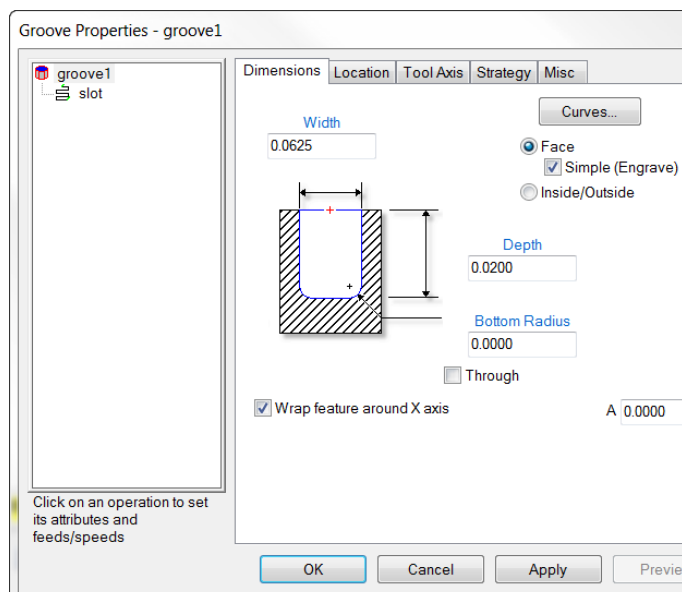 Groove Properties - groove1
groove1
slot
Dimensions
Location
Tool Axis
Strategy
Misc
Curves...
Width
0.0625
Face
Simple (Engrave)
Inside/Outside
Depth
0.0200
Bottom Radius
0.0000
Through
Wrap feature around X axis
A
0.0000
Click on an operation to set
its attributes and
feeds/speeds
OK
Cancel
Apply
Previe